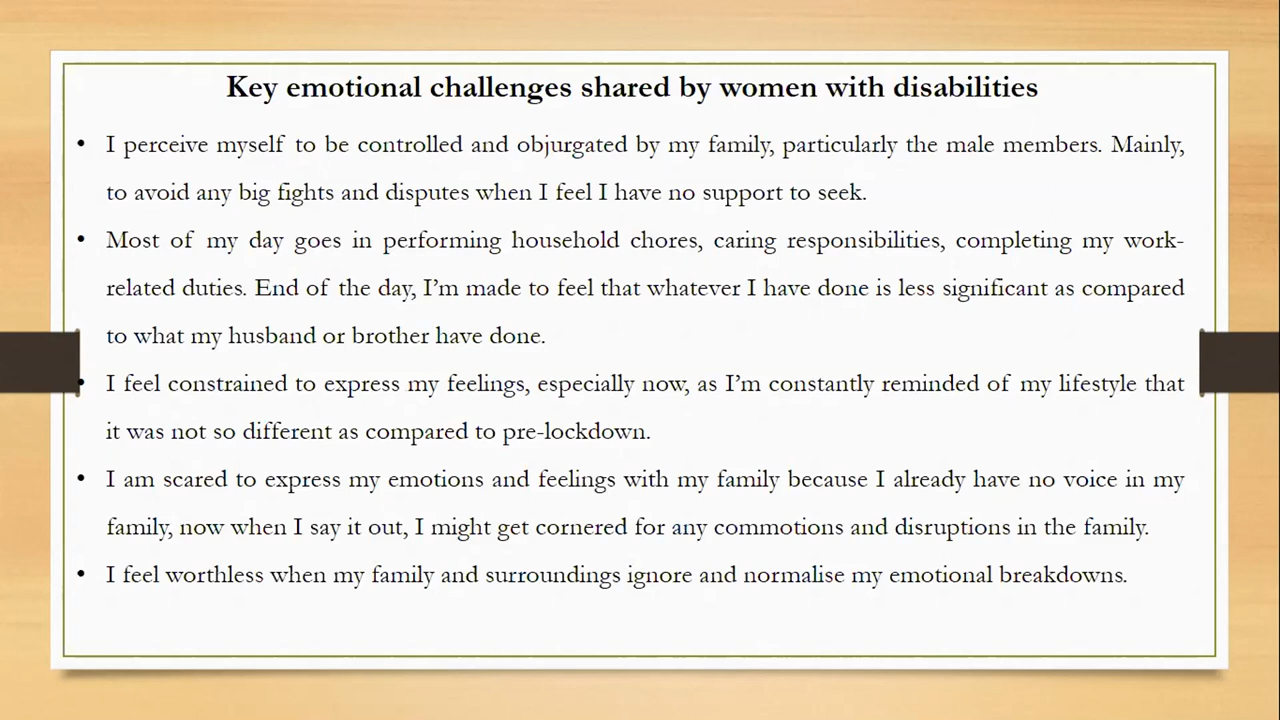 Key emotional challenges shared by women with disabilities
• I perceive myself to be controlled and objurgated by my family, particularly the male members. Mainly,
to avoid any big fights and disputes when I feel I have no support to seek.
• Most of my day goes in performing household chores, caring responsibilities, completing my work-
related duties. End of the day, I’m made to feel that whatever I have done is less significant as compared
to what my husband or brother have done.
• I feel constrained to express my feelings, especially now, as I’m constantly reminded of my lifestyle that
it was not so different as compared to pre-lockdown.
• I am scared to express my emotions and feelings with my family because I already have no voice in my
family, now when I say it out, I might get cornered for any commotions and disruptions in the family.
• I feel worthless when my family and surroundings ignore and normalise my emotional breakdowns.